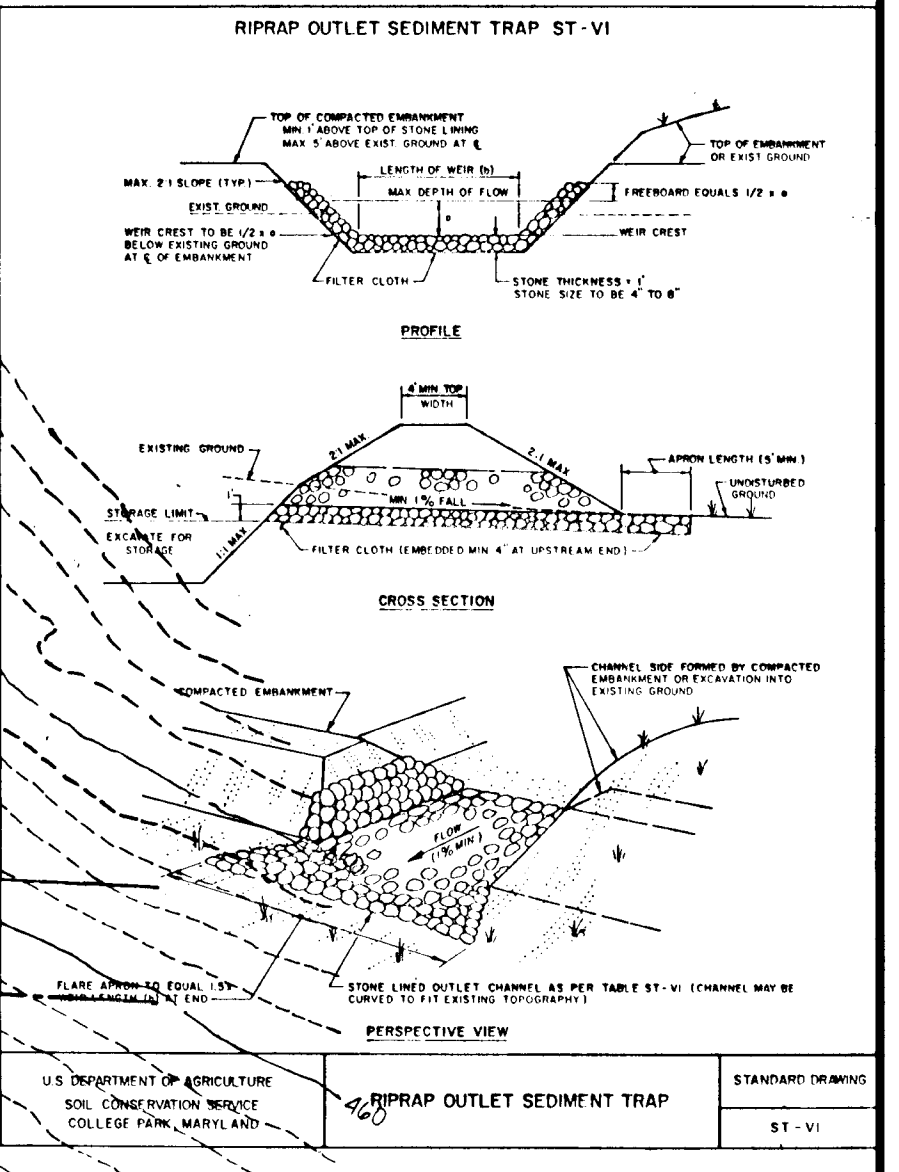 RIPRAP OUTLET SEDIMENT TRAP ST-VI
TOP OF COMPACTED EMBANKMENT
MIN. 1' ABOVE TOP OF STONE LINING
MAX. 5' ABOVE EXIST. GROUND AT ℄
TOP OF EMBANKMENT
OR EXIST GROUND
LENGTH OF WEIR (b)
MAX. 2:1 SLOPE (TYP.)
MAX DEPTH OF FLOW
FREEBOARD EQUALS 1/2 x a
EXIST. GROUND
a
WEIR CREST TO BE 1/2 x a
BELOW EXISTING GROUND
AT ℄ OF EMBANKMENT
WEIR CREST
FILTER CLOTH
STONE THICKNESS = 1'
STONE SIZE TO BE 4" TO 8"
PROFILE
4' MIN TOP
WIDTH
EXISTING GROUND
2:1 MAX.
2:1 MAX
APRON LENGTH (5' MIN.)
UNDISTURBED
GROUND
1'
MIN 1% FALL
STORAGE LIMIT
EXCAVATE FOR
STORAGE
1:1 MAX
FILTER CLOTH (EMBEDDED MIN 4" AT UPSTREAM END)
CROSS SECTION
CHANNEL SIDE FORMED BY COMPACTED
EMBANKMENT OR EXCAVATION INTO
EXISTING GROUND
COMPACTED EMBANKMENT
FLOW
(1% MIN)
FLARE APRON TO EQUAL 1.5x
WEIR LENGTH (b) AT END
STONE LINED OUTLET CHANNEL AS PER TABLE ST-VI (CHANNEL MAY BE
CURVED TO FIT EXISTING TOPOGRAPHY)
PERSPECTIVE VIEW
U.S DEPARTMENT OF AGRICULTURE
SOIL CONSERVATION SERVICE
COLLEGE PARK, MARYLAND
460
RIPRAP OUTLET SEDIMENT TRAP
STANDARD DRAWING
ST-VI